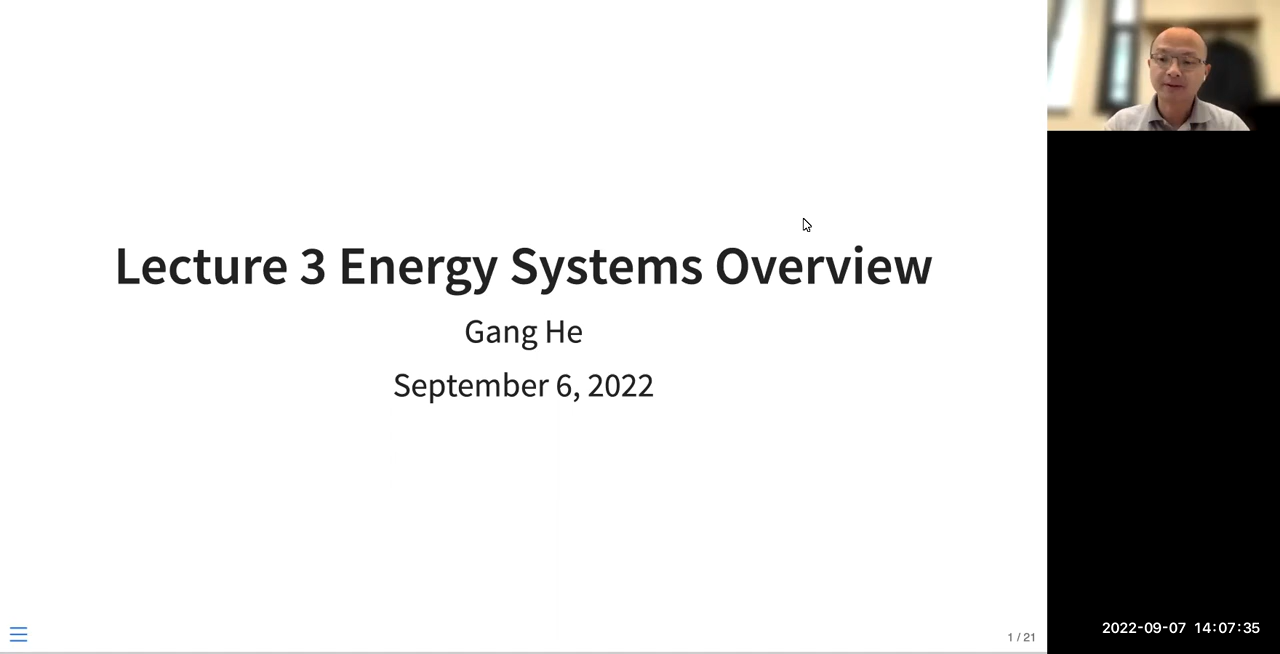 Lecture 3 Energy Systems Overview
Gang He
September 6, 2022
1 / 21
2022-09-07 14:07:35